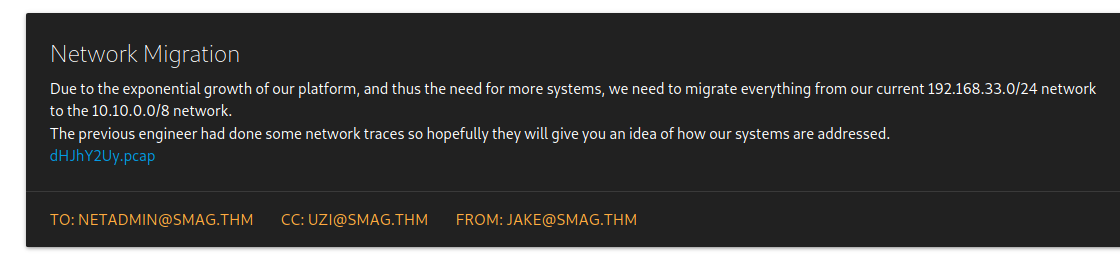 Network Migration
Due to the exponential growth of our platform, and thus the need for more systems, we need to migrate everything from our current 192.168.33.0/24 network
to the 10.10.0.0/8 network.
The previous engineer had done some network traces so hopefully they will give you an idea of how our systems are addressed.
dHJhY2Uy.pcap
TO: NETADMIN@SMAG.THM CC: UZI@SMAG.THM FROM: JAKE@SMAG.THM